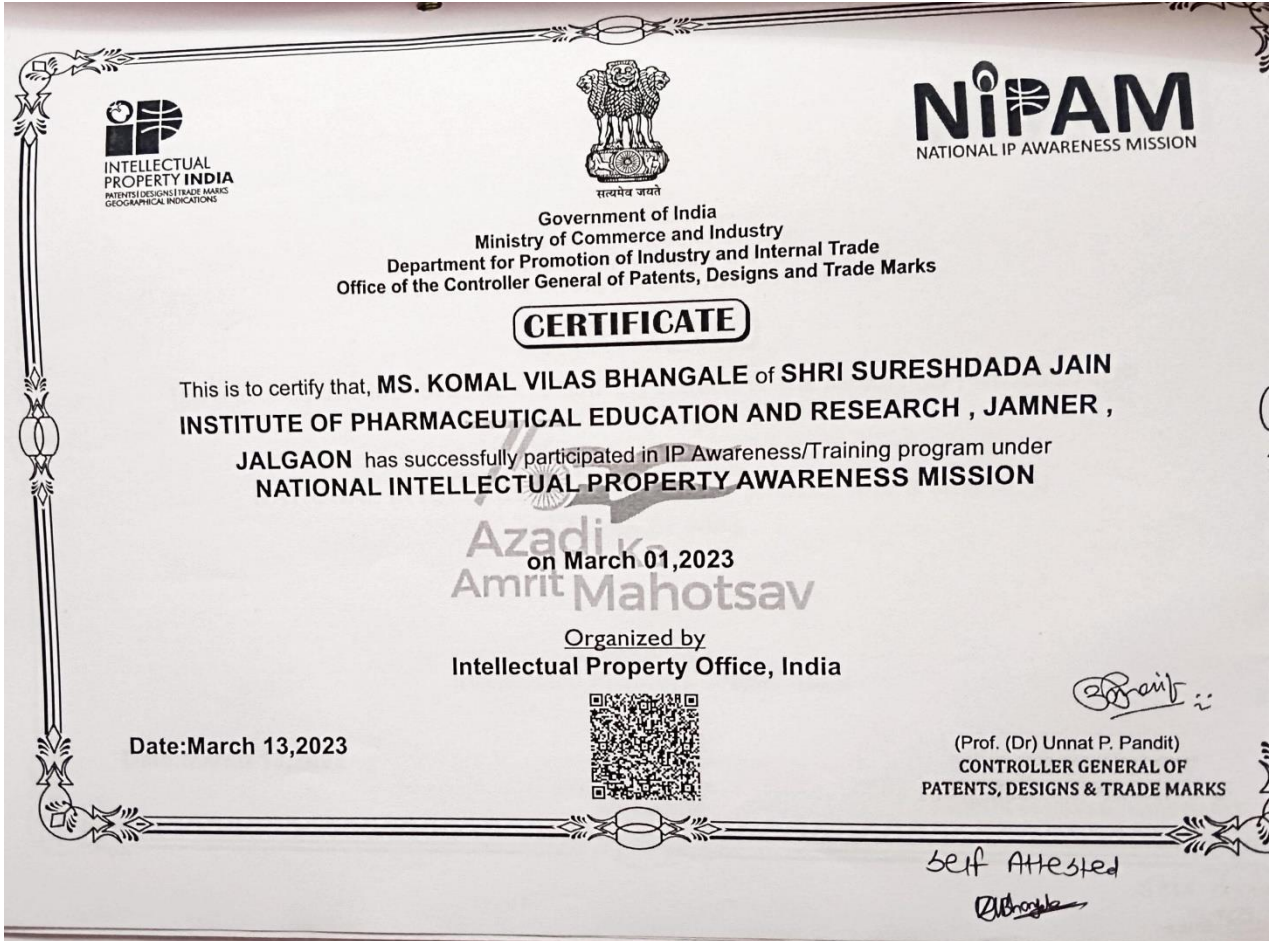 iP
INTELLECTUAL
PROPERTY INDIA
PATENTS | DESIGNS | TRADE MARKS
GEOGRAPHICAL INDICATIONS
सत्यमेव जयते
NiPAM
NATIONAL IP AWARENESS MISSION
Government of India
Ministry of Commerce and Industry
Department for Promotion of Industry and Internal Trade
Office of the Controller General of Patents, Designs and Trade Marks
CERTIFICATE
This is to certify that, MS. KOMAL VILAS BHANGALE of SHRI SURESHDADA JAIN
INSTITUTE OF PHARMACEUTICAL EDUCATION AND RESEARCH , JAMNER ,
JALGAON has successfully participated in IP Awareness/Training program under
NATIONAL INTELLECTUAL PROPERTY AWARENESS MISSION
Azadi Ka
on March 01,2023
Amrit Mahotsav
Organized by
Intellectual Property Office, India
Date:March 13,2023
(Prof. (Dr) Unnat P. Pandit)
CONTROLLER GENERAL OF
PATENTS, DESIGNS & TRADE MARKS
Self Attested